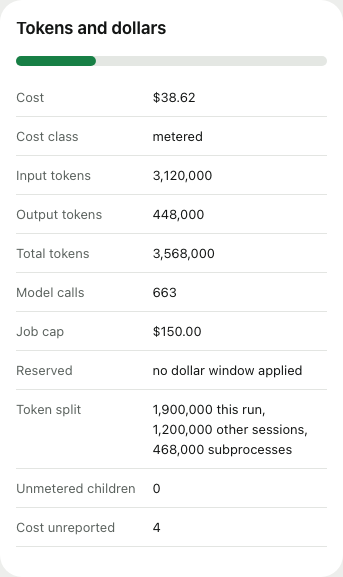 Tokens and dollars
Cost $38.62
Cost class metered
Input tokens 3,120,000
Output tokens 448,000
Total tokens 3,568,000
Model calls 663
Job cap $150.00
Reserved no dollar window applied
Token split 1,900,000 this run,
1,200,000 other sessions,
468,000 subprocesses
Unmetered children 0
Cost unreported 4